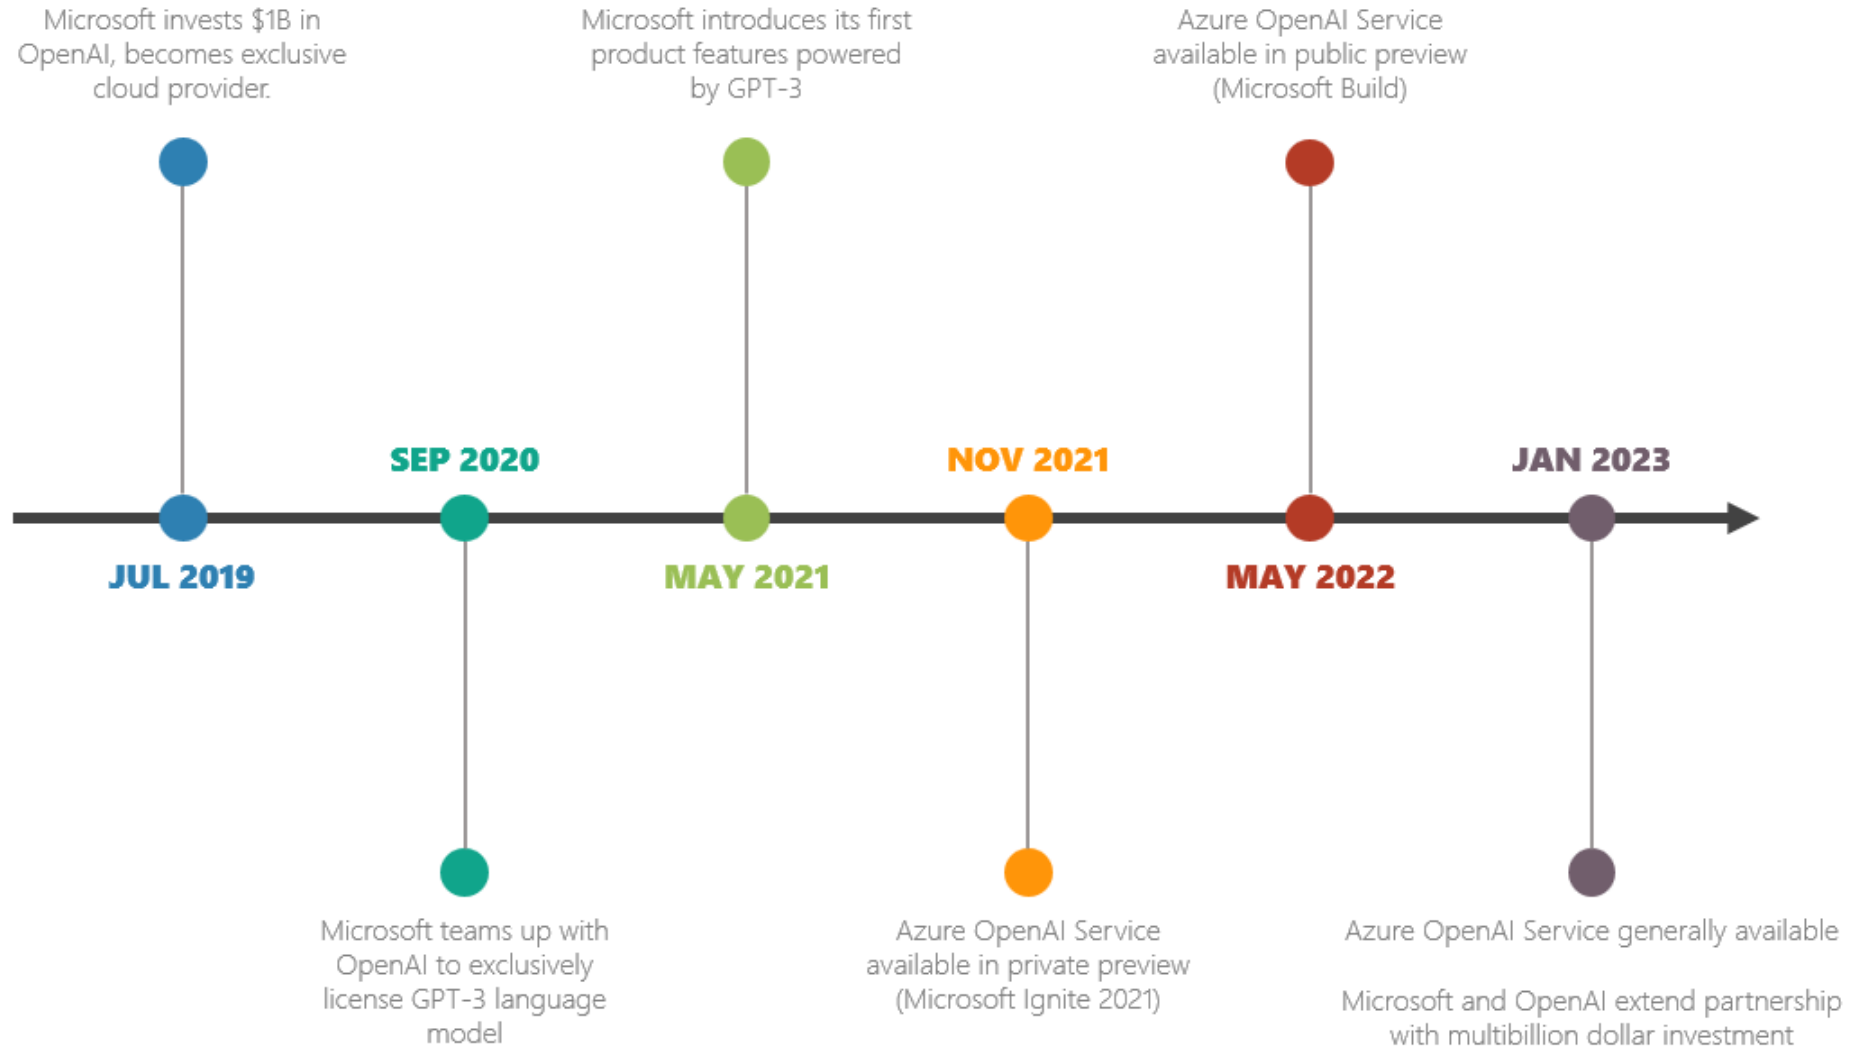 Microsoft invests $1B in
OpenAI, becomes exclusive
cloud provider.
Microsoft introduces its first
product features powered
by GPT-3
Azure OpenAI Service
available in public preview
(Microsoft Build)
SEP 2020
NOV 2021
JAN 2023
JUL 2019
MAY 2021
MAY 2022
Microsoft teams up with
OpenAI to exclusively
license GPT-3 language
model
Azure OpenAI Service
available in private preview
(Microsoft Ignite 2021)
Azure OpenAI Service generally available
Microsoft and OpenAI extend partnership
with multibillion dollar investment